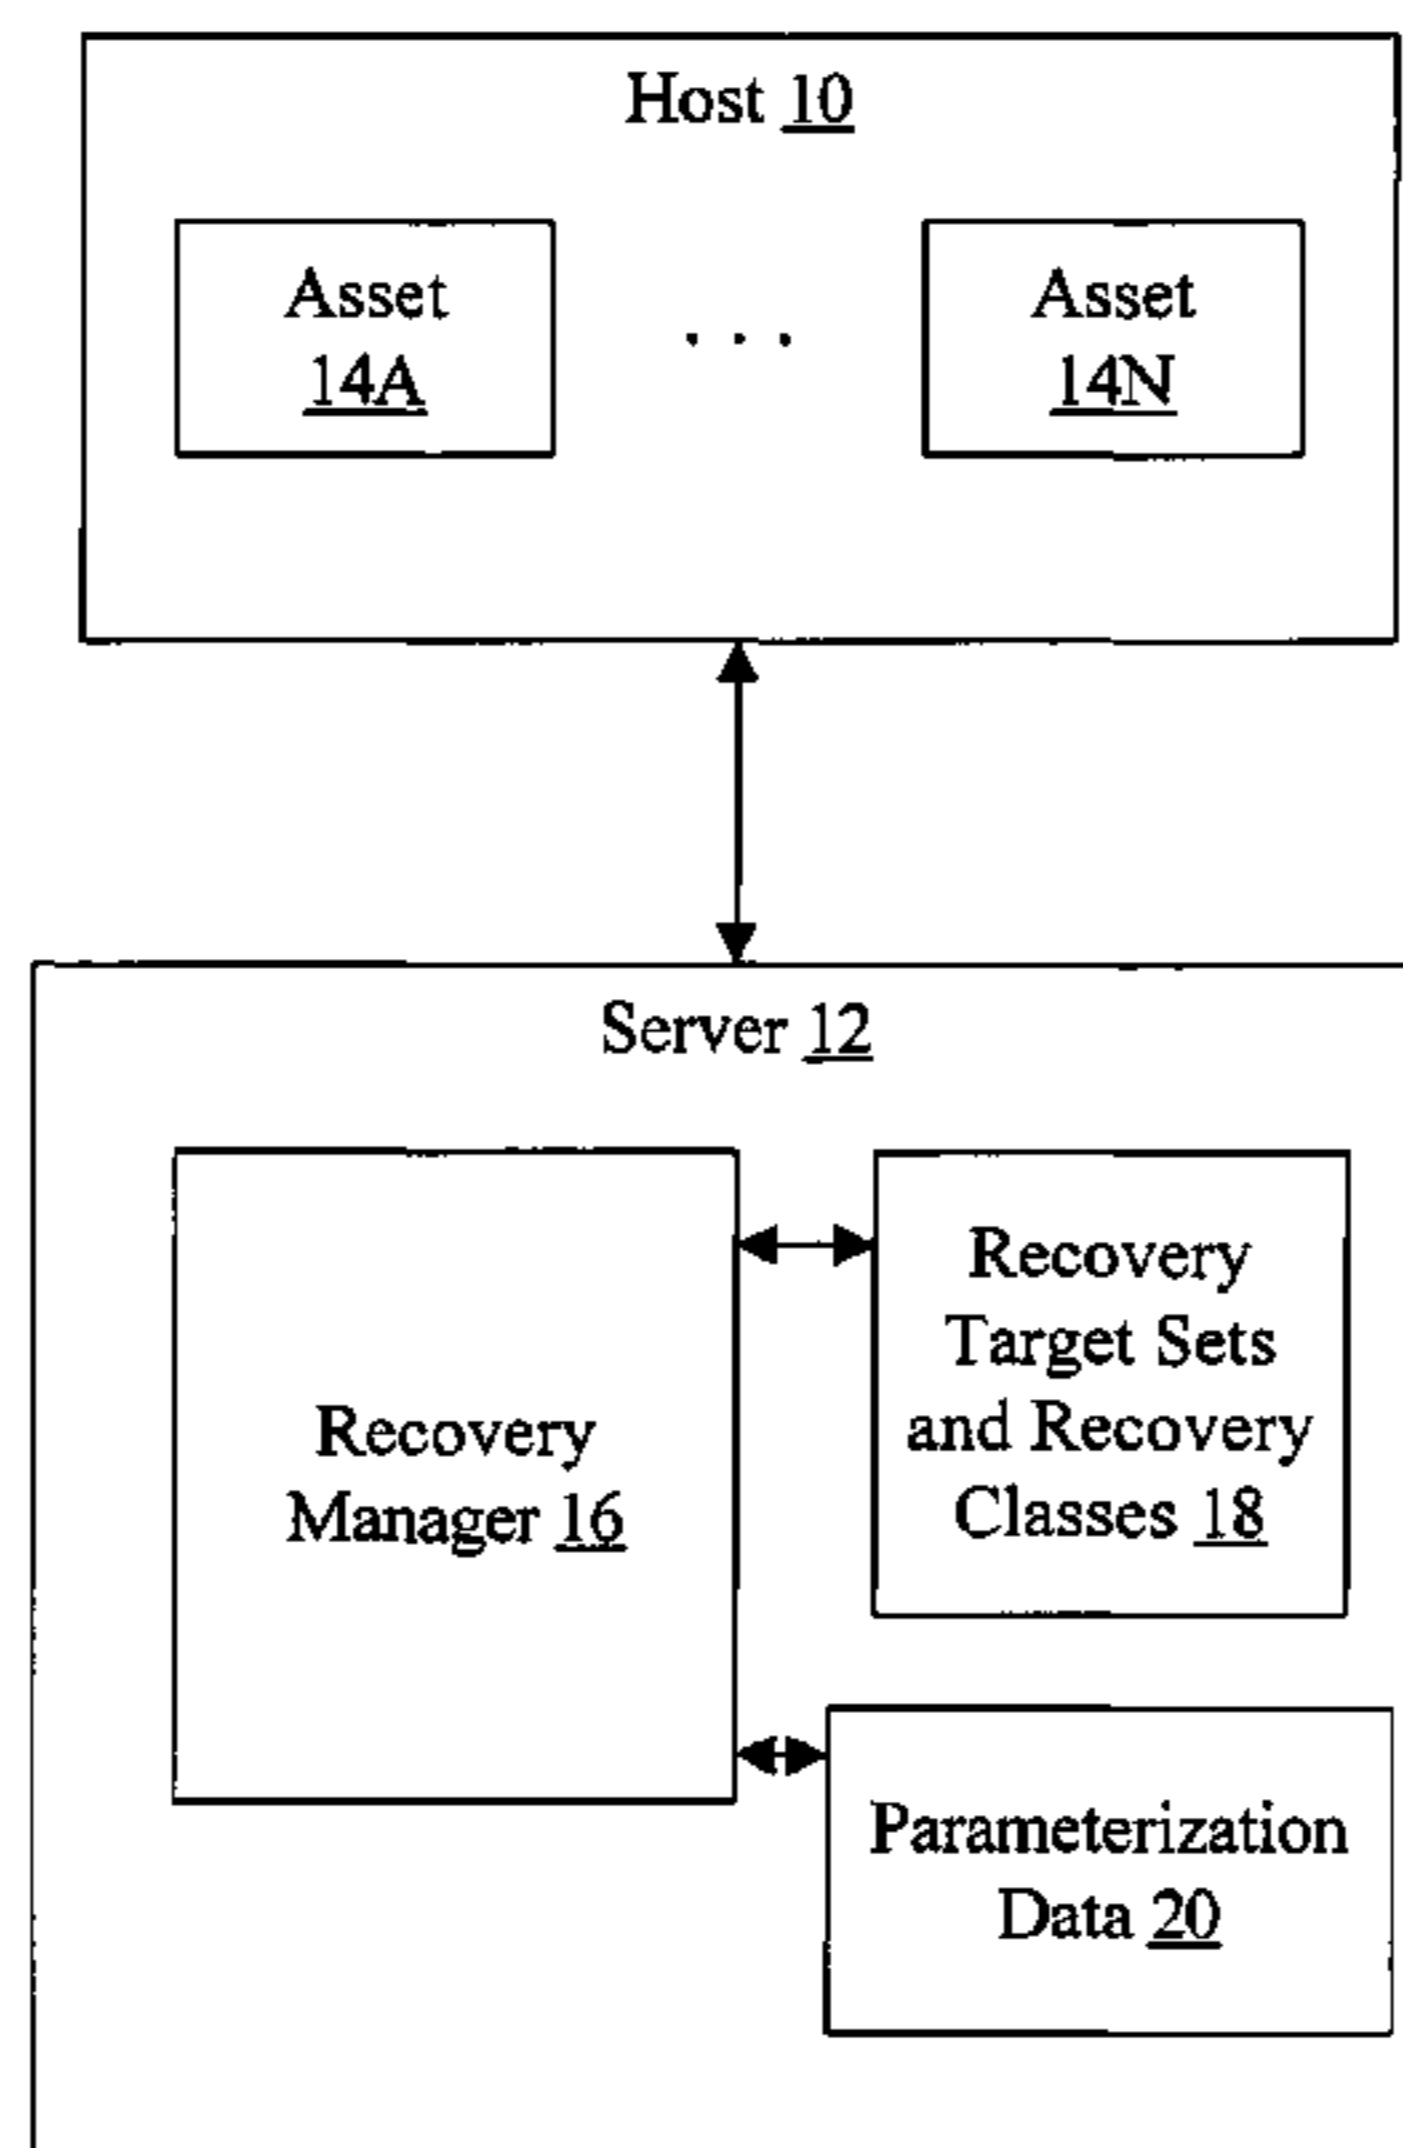 Host 10
Asset
14A
. . .
Asset
14N
Server 12
Recovery
Manager 16
Recovery
Target Sets
and Recovery
Classes 18
Parameterization
Data 20